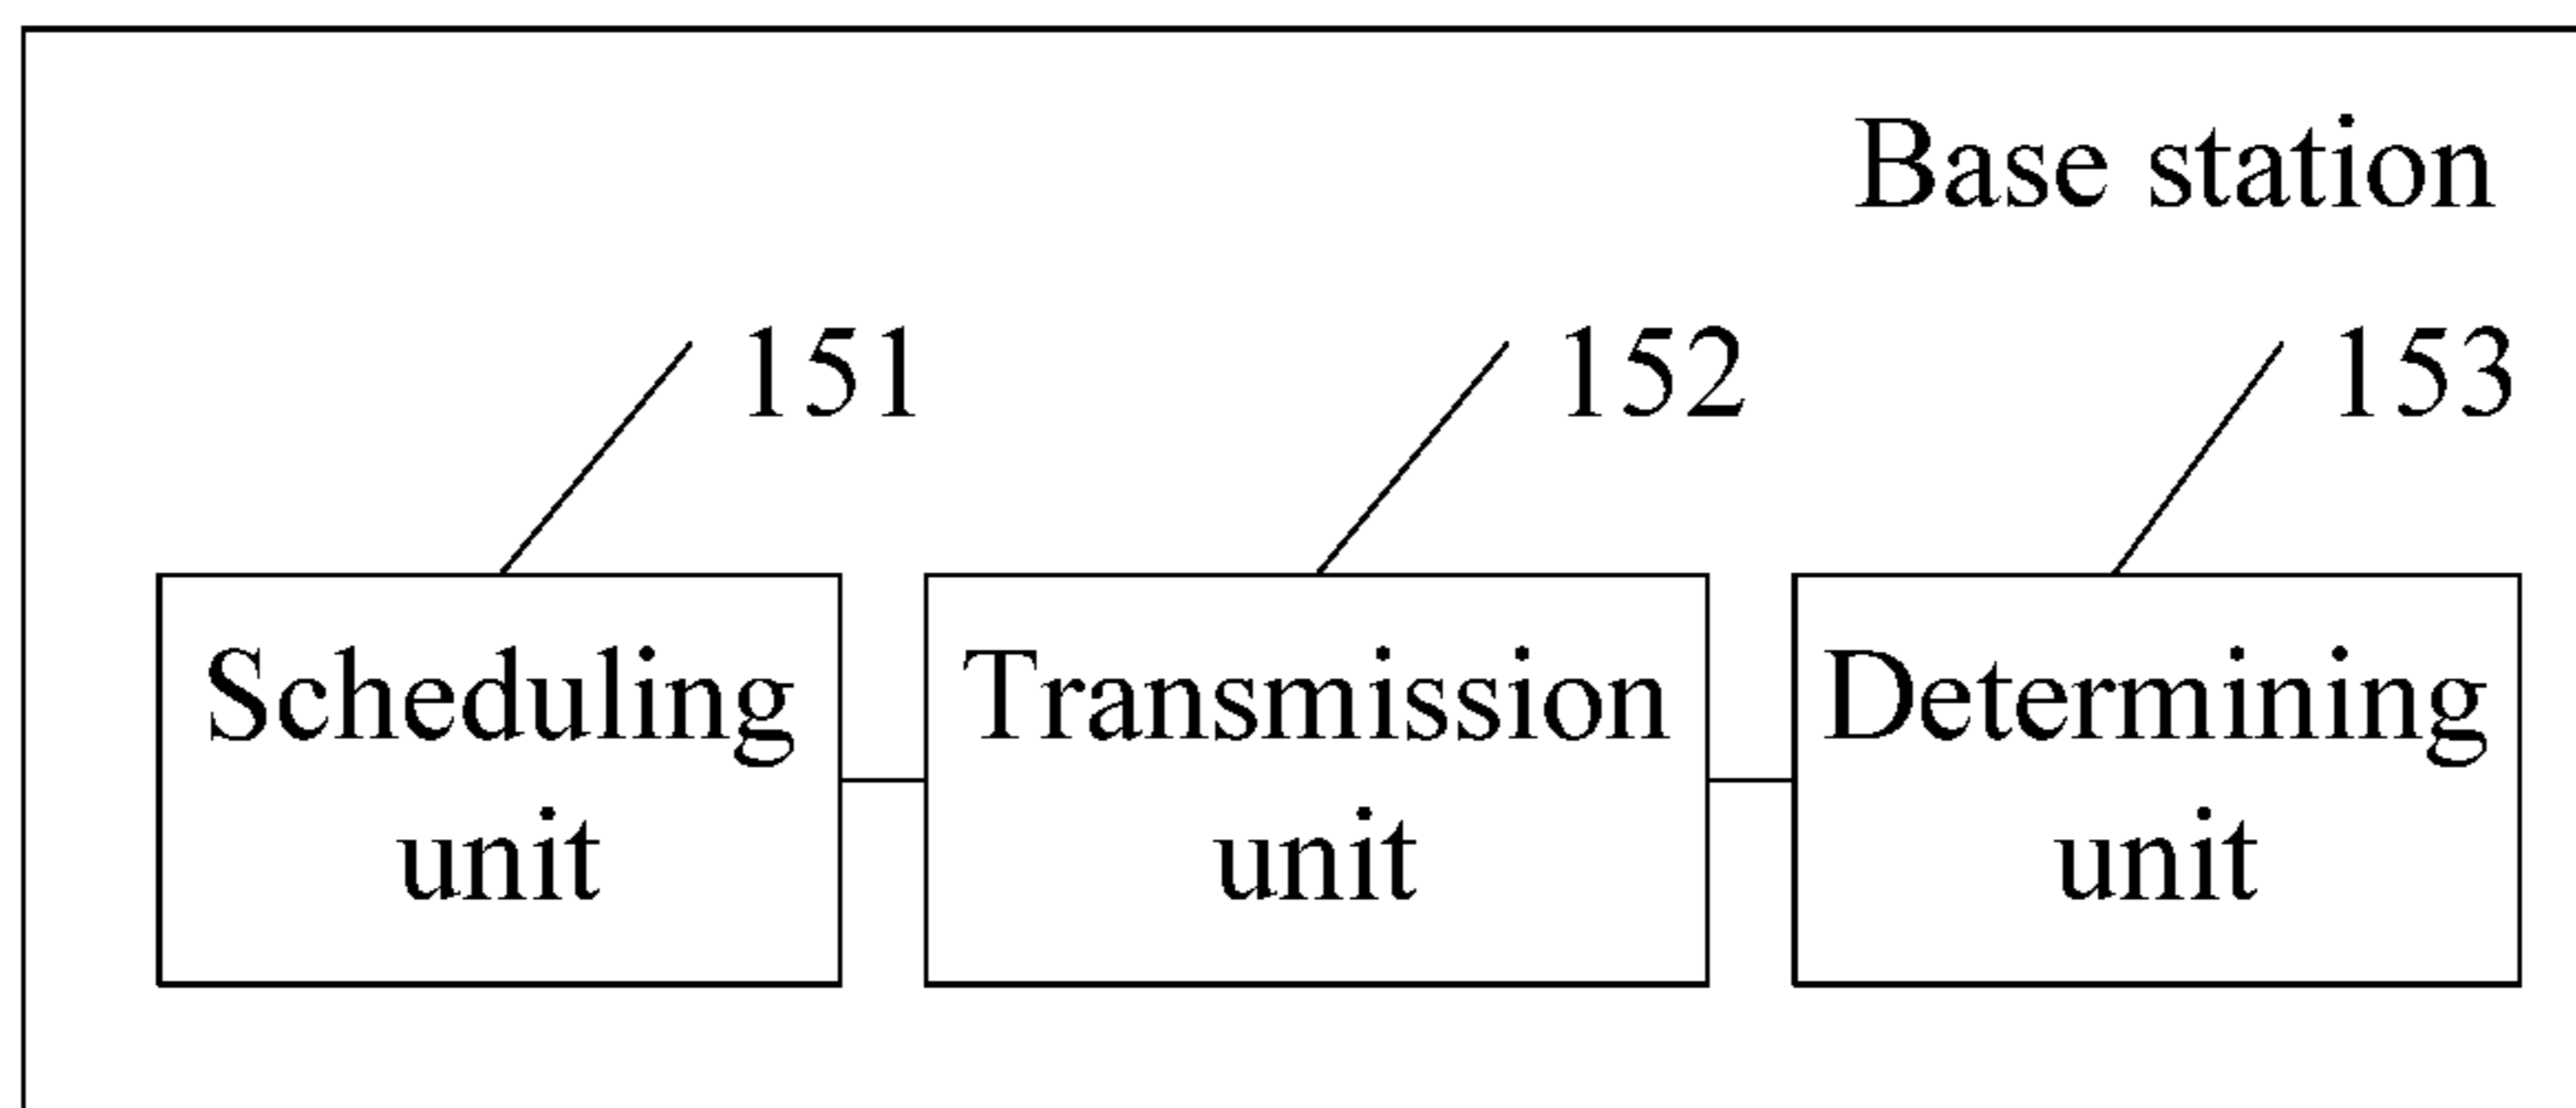 Base station
151
152
153
Scheduling
unit
Transmission
unit
Determining
unit